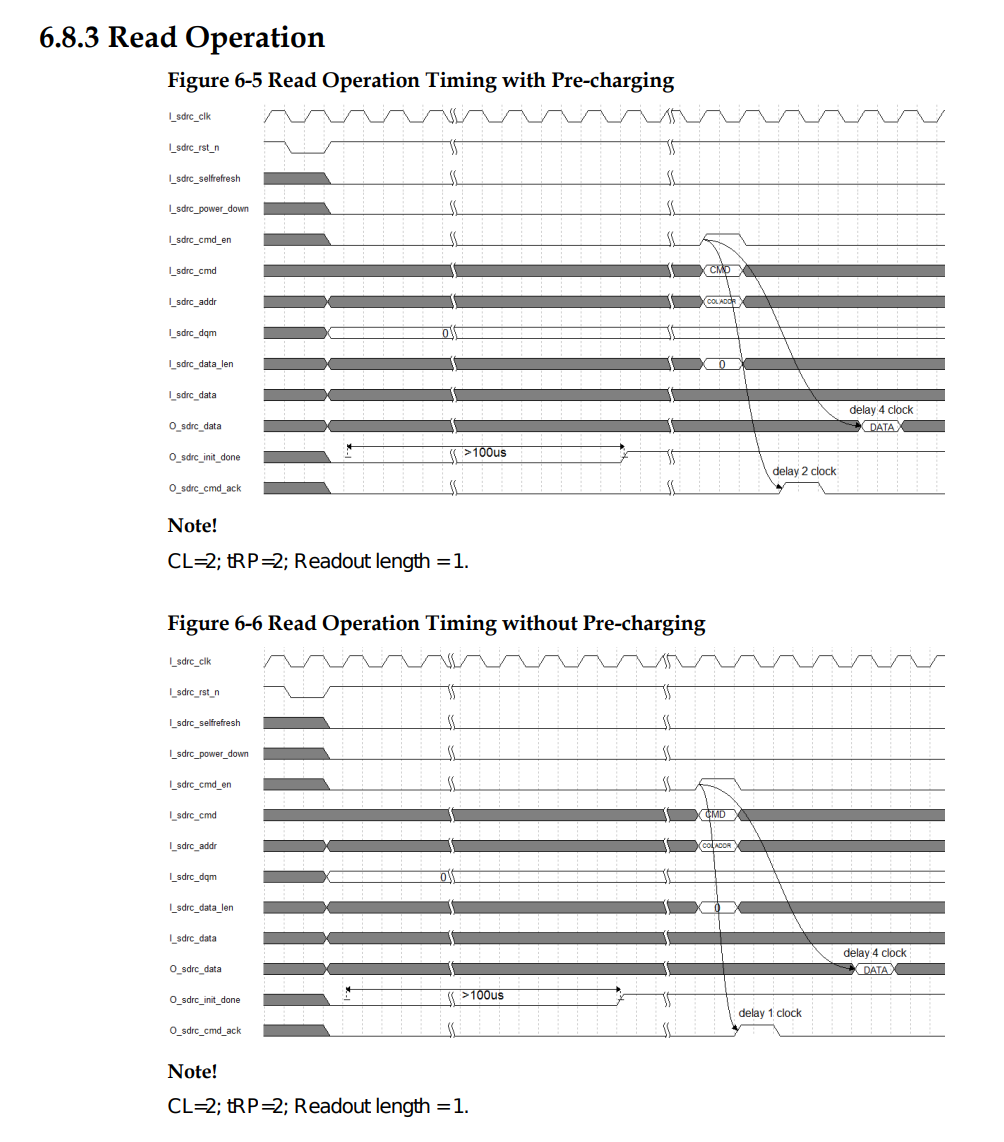 6.8.3 Read Operation
Figure 6-5 Read Operation Timing with Pre-charging
I_sdrc_clk
I_sdrc_rst_n
I_sdrc_selfrefresh
I_sdrc_power_down
I_sdrc_cmd_en
I_sdrc_cmd CMD
I_sdrc_addr COL ADDR
I_sdrc_dqm 0
I_sdrc_data_len 0
I_sdrc_data
delay 4 clock
O_sdrc_data DATA
O_sdrc_init_done >100us
delay 2 clock
O_sdrc_cmd_ack
Note!
CL=2; tRP=2; Readout length = 1.
Figure 6-6 Read Operation Timing without Pre-charging
I_sdrc_clk
I_sdrc_rst_n
I_sdrc_selfrefresh
I_sdrc_power_down
I_sdrc_cmd_en
I_sdrc_cmd CMD
I_sdrc_addr COL ADDR
I_sdrc_dqm 0
I_sdrc_data_len 0
I_sdrc_data
delay 4 clock
O_sdrc_data DATA
O_sdrc_init_done >100us
delay 1 clock
O_sdrc_cmd_ack
Note!
CL=2; tRP=2; Readout length = 1.